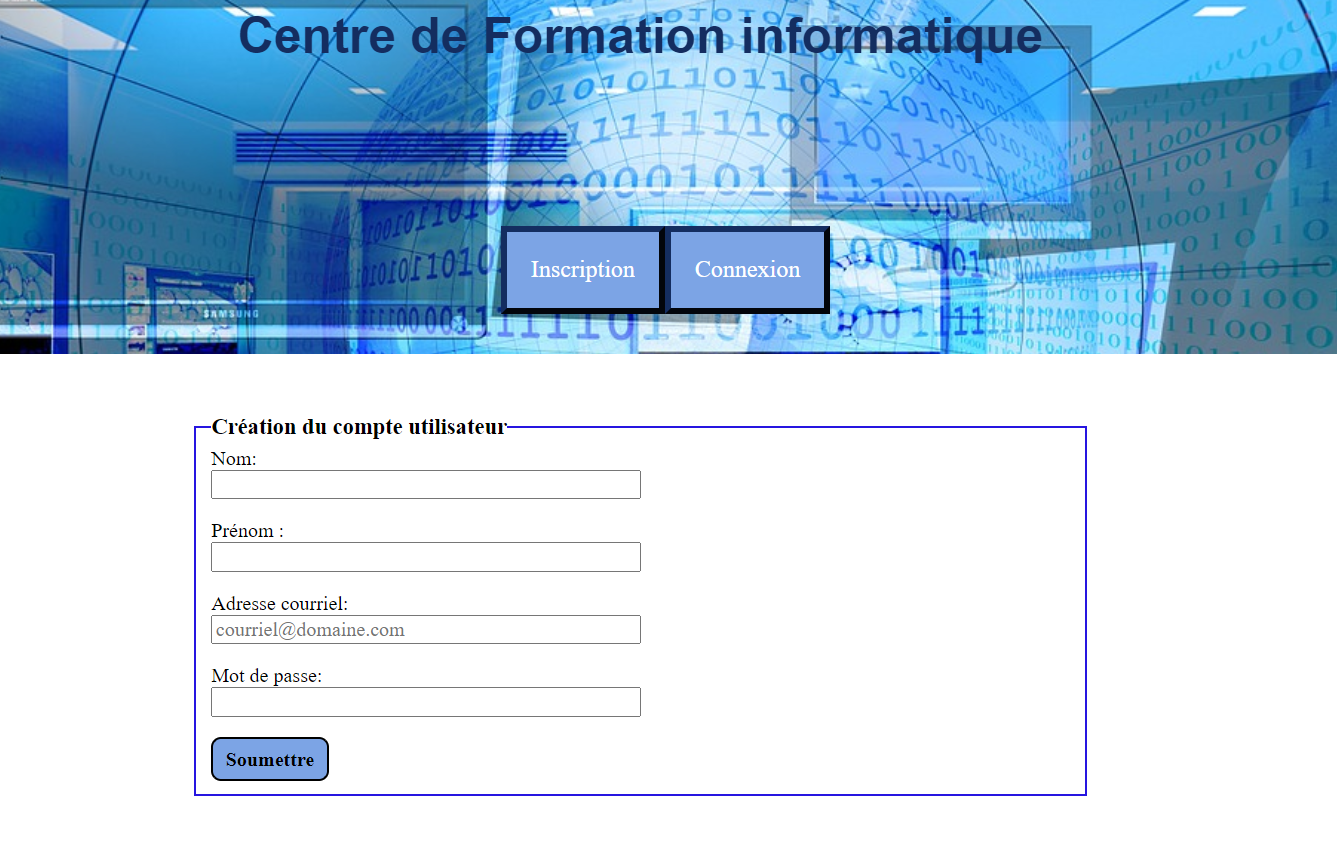 Centre de Formation informatique
Inscription Connexion
SAMSUNG
Création du compte utilisateur
Nom:
Prénom :
Adresse courriel:
courriel@domaine.com
Mot de passe:
Soumettre